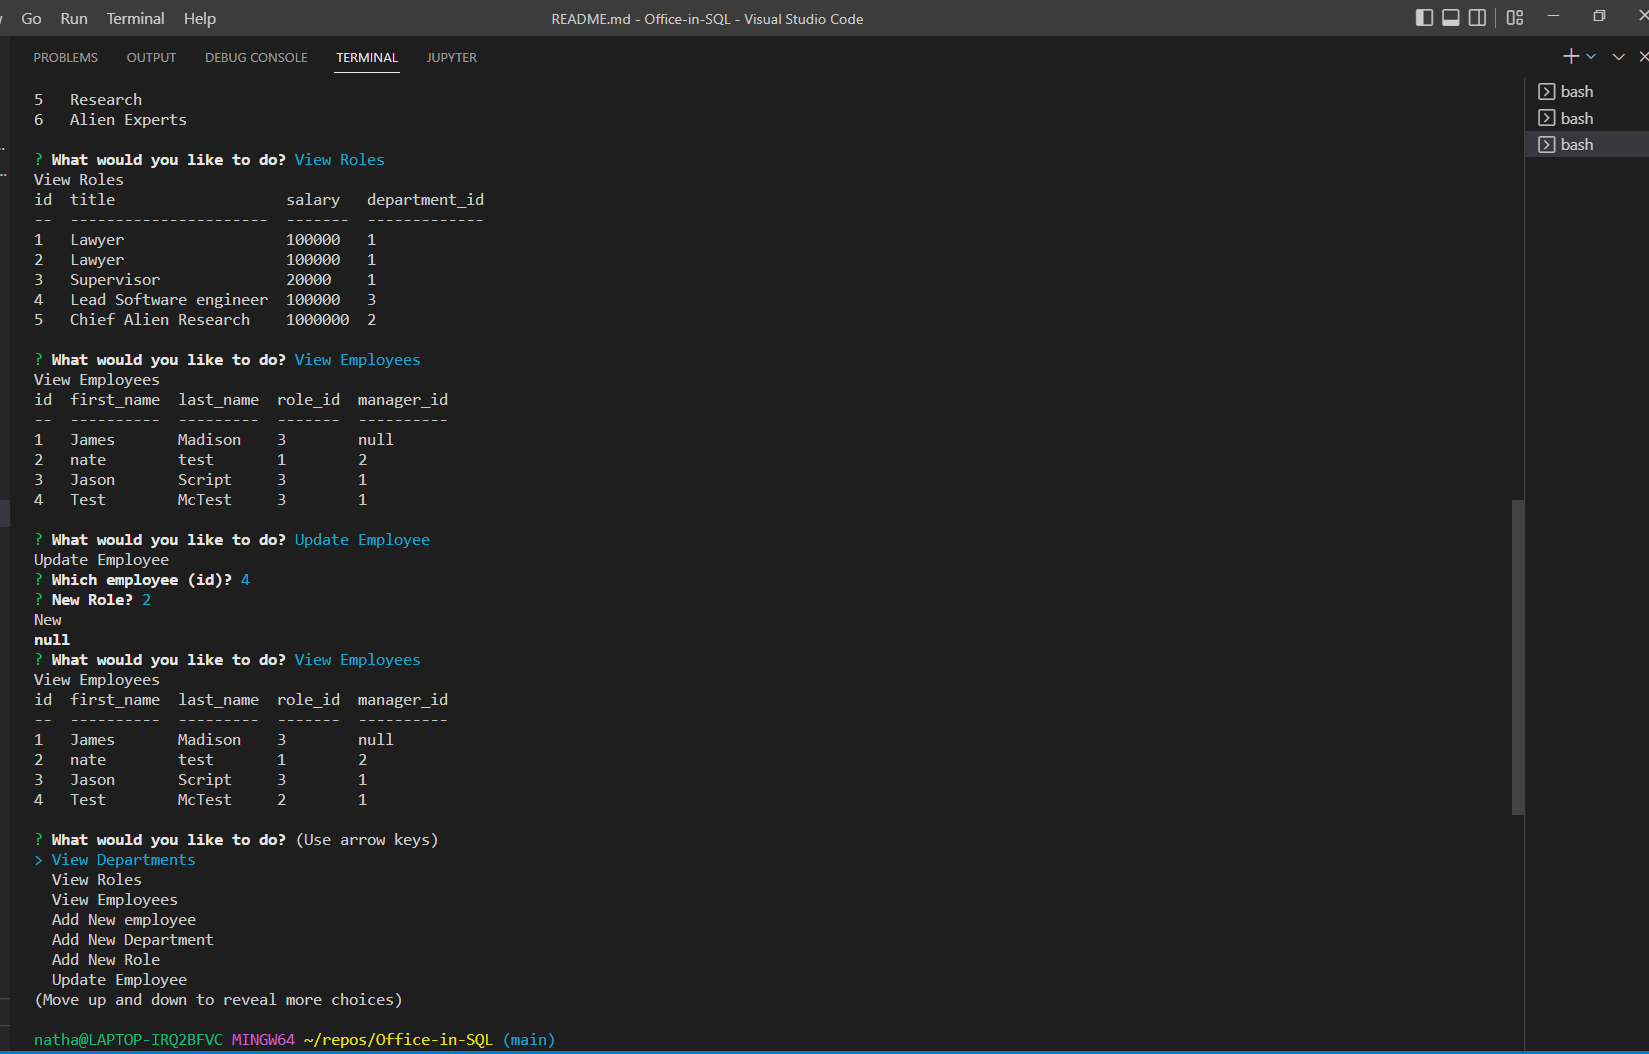 Go Run Terminal Help README.md - Office-in-SQL - Visual Studio Code
PROBLEMS OUTPUT DEBUG CONSOLE TERMINAL JUPYTER
bash
bash
bash
5 Research
6 Alien Experts
? What would you like to do? View Roles
View Roles
id title salary department_id
-- ---------------------- ------- -------------
1 Lawyer 100000 1
2 Lawyer 100000 1
3 Supervisor 20000 1
4 Lead Software engineer 100000 3
5 Chief Alien Research 1000000 2
? What would you like to do? View Employees
View Employees
id first_name last_name role_id manager_id
-- ---------- --------- ------- ----------
1 James Madison 3 null
2 nate test 1 2
3 Jason Script 3 1
4 Test McTest 3 1
? What would you like to do? Update Employee
Update Employee
? Which employee (id)? 4
? New Role? 2
New
null
? What would you like to do? View Employees
View Employees
id first_name last_name role_id manager_id
-- ---------- --------- ------- ----------
1 James Madison 3 null
2 nate test 1 2
3 Jason Script 3 1
4 Test McTest 2 1
? What would you like to do? (Use arrow keys)
> View Departments
View Roles
View Employees
Add New employee
Add New Department
Add New Role
Update Employee
(Move up and down to reveal more choices)
natha@LAPTOP-IRQ2BFVC MINGW64 ~/repos/Office-in-SQL (main)